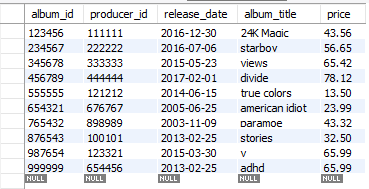 album_id producer_id release_date album_title price
123456 111111 2016-12-30 24K Magic 43.56
234567 222222 2016-07-06 starbov 56.65
345678 333333 2015-05-23 views 65.42
456789 444444 2017-02-01 divide 78.12
555555 121212 2014-06-15 true colors 13.50
654321 676767 2005-06-25 american idiot 23.99
765432 898989 2003-11-09 paramoe 43.32
876543 100101 2013-02-25 stories 32.50
987654 123321 2015-03-30 v 65.99
999999 654456 2013-02-25 adhd 65.99
NULL NULL NULL NULL NULL